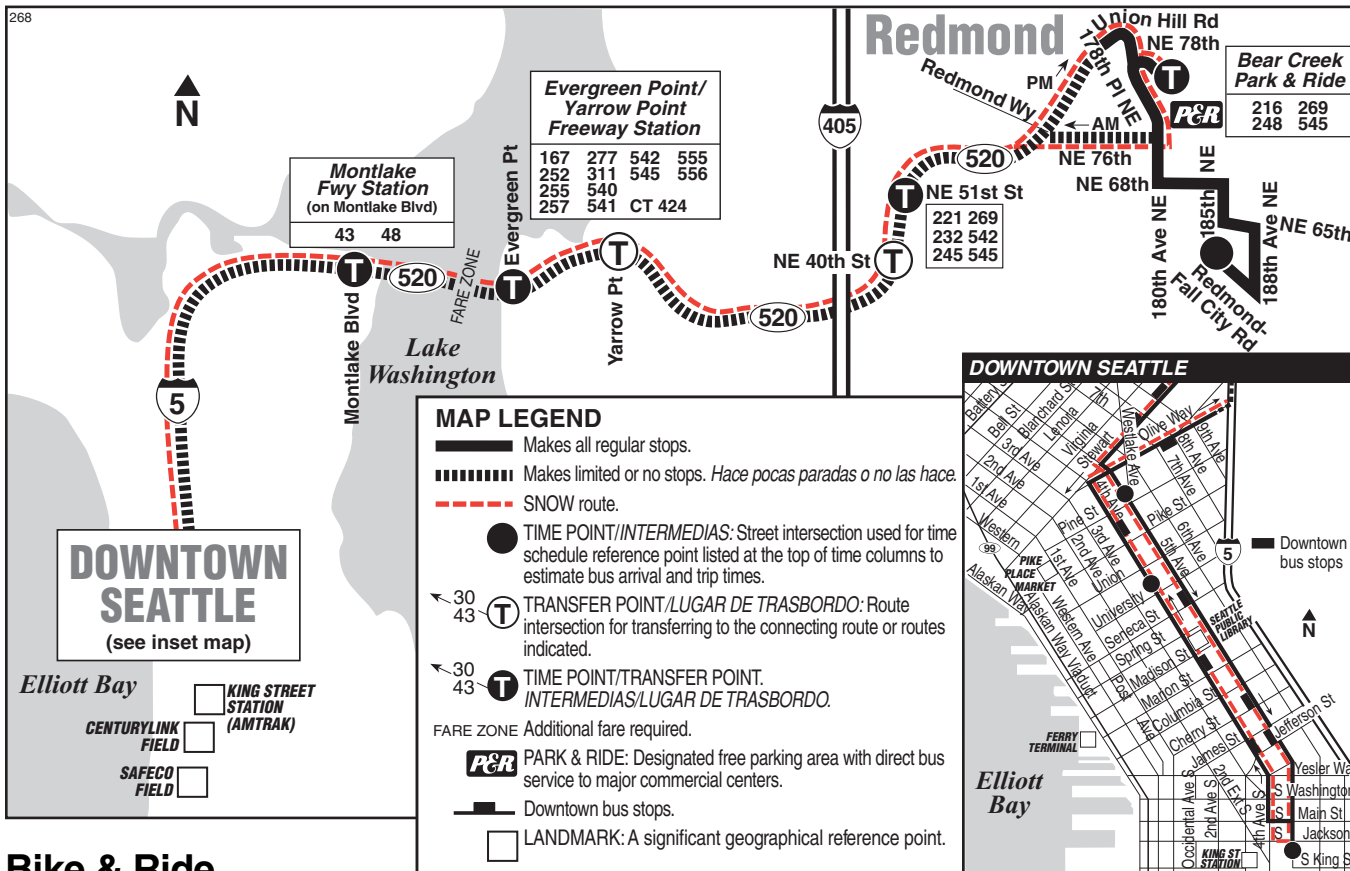 268
N
Redmond
Union Hill Rd
NE 78th
178th Pl NE
PM
Redmond Wy
AM
NE 76th
T
P&R
Bear Creek
Park & Ride
216 269
248 545
405
520
T
NE 51st St
221 269
232 542
245 545
NE 40th St
T
NE 68th
180th Ave NE
185th NE
188th Ave NE
NE 65th
Redmond-
Fall City Rd
Evergreen Point/
Yarrow Point
Freeway Station
167 277 542 555
252 311 545 556
255 540
257 541 CT 424
Montlake
Fwy Station
(on Montlake Blvd)
43 48
T
Montlake Blvd
520
FARE ZONE
T
Evergreen Pt
T
Yarrow Pt
520
Lake
Washington
5
DOWNTOWN
SEATTLE
(see inset map)
Elliott Bay
KING STREET
STATION
(AMTRAK)
CENTURYLINK
FIELD
SAFECO
FIELD
MAP LEGEND
Makes all regular stops.
Makes limited or no stops. Hace pocas paradas o no las hace.
SNOW route.
TIME POINT/INTERMEDIAS: Street intersection used for time
schedule reference point listed at the top of time columns to
estimate bus arrival and trip times.
30
43
T
TRANSFER POINT/LUGAR DE TRASBORDO: Route
intersection for transferring to the connecting route or routes
indicated.
30
43
T
TIME POINT/TRANSFER POINT.
INTERMEDIAS/LUGAR DE TRASBORDO.
FARE ZONE Additional fare required.
P&R
PARK & RIDE: Designated free parking area with direct bus
service to major commercial centers.
Downtown bus stops.
LANDMARK: A significant geographical reference point.
DOWNTOWN SEATTLE
Battery
Bell St
Blanchard St
Lenola
Virginia
Stewart
7th
Westlake Ave
Olive Way
9th Ave
8th Ave
7th Ave
3rd Ave
2nd Ave
1st Ave
Western
99
Alaskan Way
4th Ave
Pine St
Pike St
6th Ave
5th Ave
3rd Ave
2nd Ave
1st Ave
PIKE
PLACE
MARKET
Union
University
Seneca St
Spring St
Madison St
Marion St
Columbia St
Cherry St
James St
Western Ave
Alaskan Way Viaduct
Post
Ave
SEATTLE
PUBLIC
LIBRARY
5
Downtown
bus stops
N
FERRY
TERMINAL
Elliott
Bay
Jefferson St
Yesler Wa
S Washington
S Main St
S Jackson
S King S
Occidental Ave S
2nd Ave S
2nd Ext S
4th Ave S
KING ST
STATION
Bike & Ride